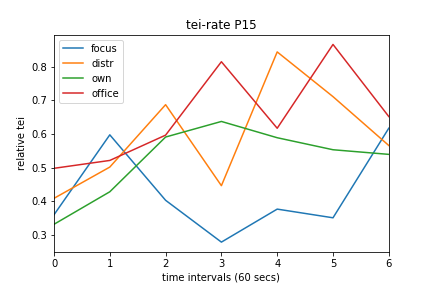 tei-rate P15
focus
distr
own
office
relative tei
0.8
0.7
0.6
0.5
0.4
0.3
0 1 2 3 4 5 6
time intervals (60 secs)